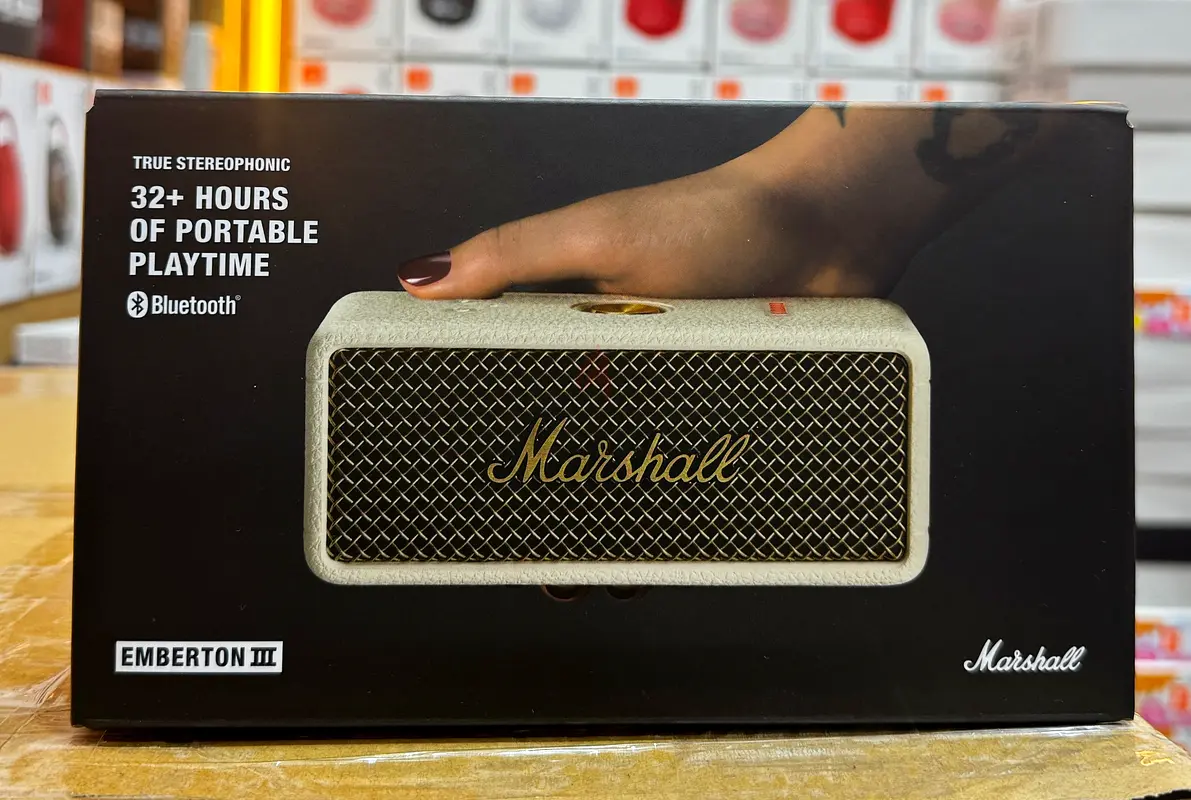 TRUE STEREOPHONIC
32+ HOURS
OF PORTABLE
PLAYTIME
Bluetooth®
Marshall
EMBERTON III
Marshall